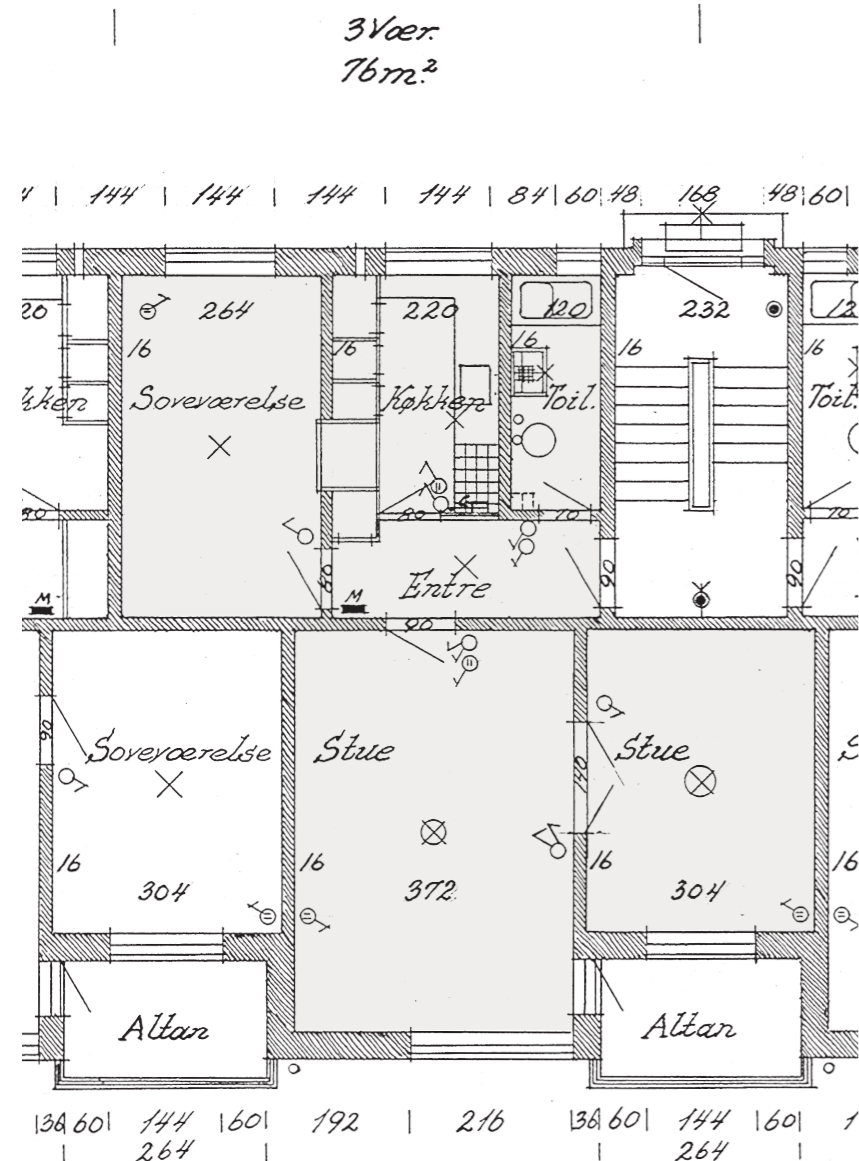 3 Vær.
76 m.²
144 144 144 144 84 60 48 168 48 60
264 220 120 232
16 16 16 16 16
Soveværelse Køkken Toil. Toil.
80 70 70
80 90 90
M M
Entre
90
90 Soveværelse Stue 140 Stue
16 16 16 16
304 372 304
Altan Altan
36 60 144 60 192 216 36 60 144 60
264 264